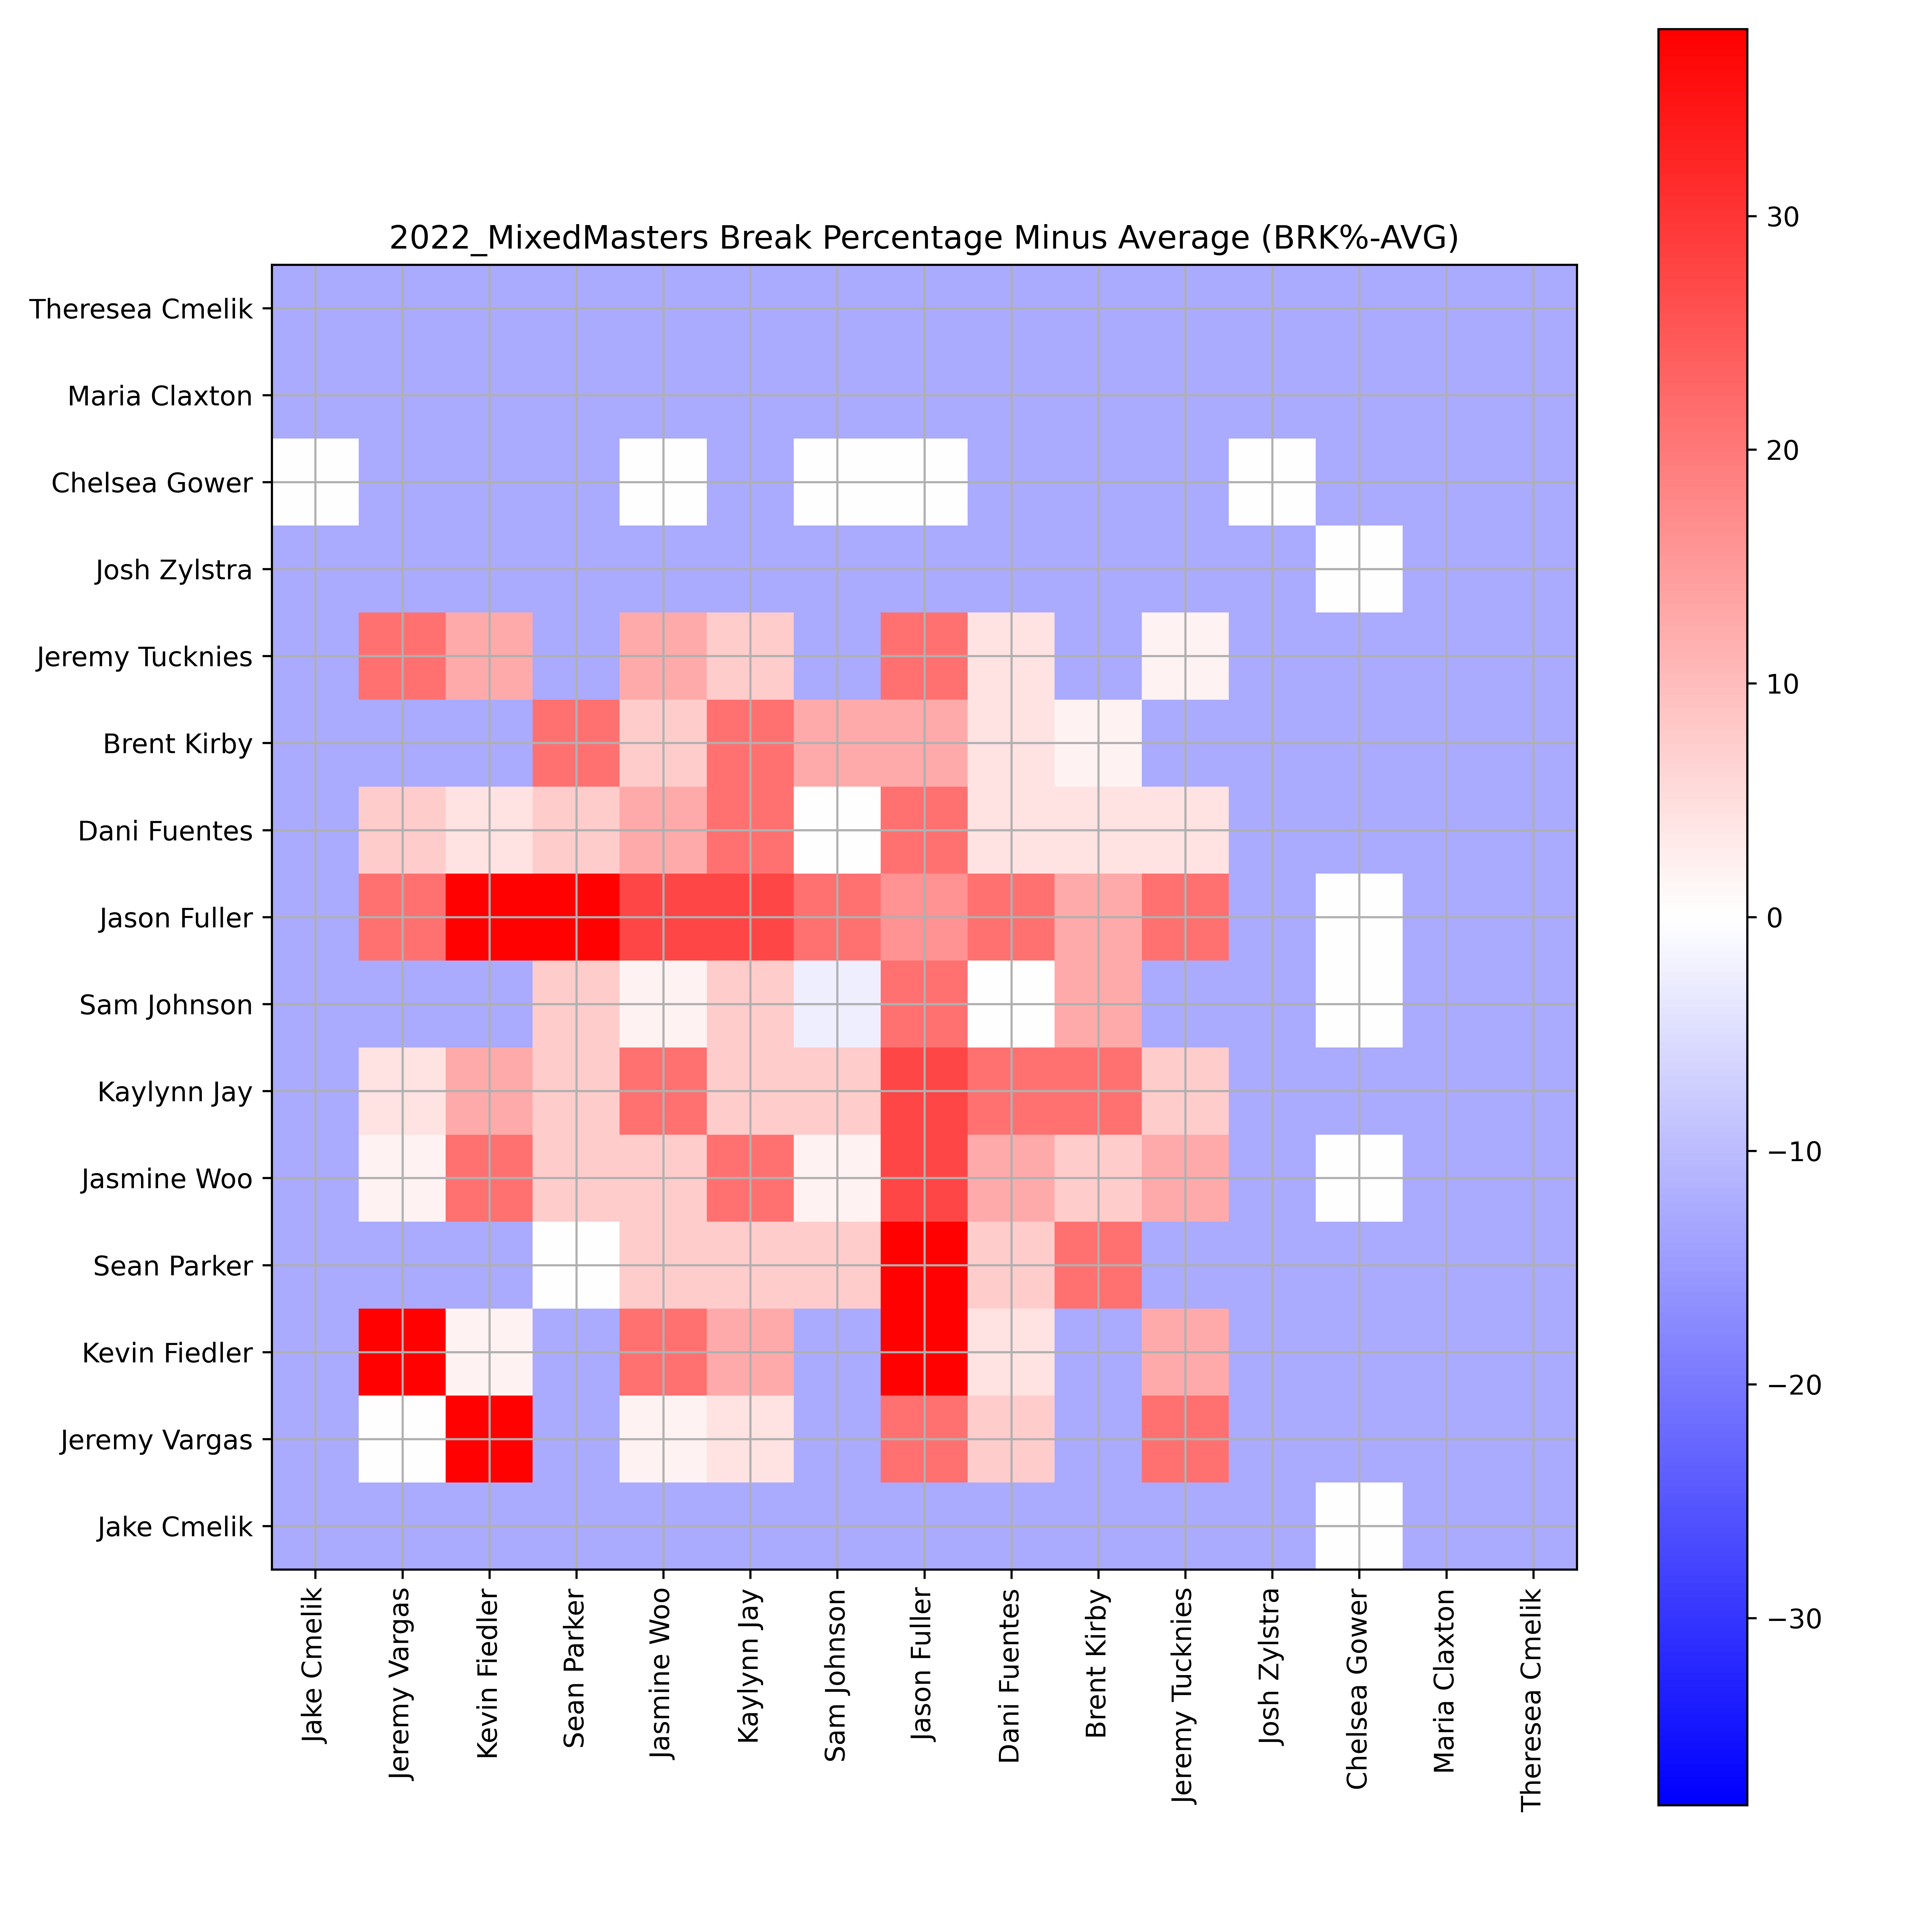 2022_MixedMasters Break Percentage Minus Average (BRK%-AVG)
Theresea Cmelik
Maria Claxton
Chelsea Gower
Josh Zylstra
Jeremy Tucknies
Brent Kirby
Dani Fuentes
Jason Fuller
Sam Johnson
Kaylynn Jay
Jasmine Woo
Sean Parker
Kevin Fiedler
Jeremy Vargas
Jake Cmelik
Jake Cmelik
Jeremy Vargas
Kevin Fiedler
Sean Parker
Jasmine Woo
Kaylynn Jay
Sam Johnson
Jason Fuller
Dani Fuentes
Brent Kirby
Jeremy Tucknies
Josh Zylstra
Chelsea Gower
Maria Claxton
Theresea Cmelik
30
20
10
0
−10
−20
−30